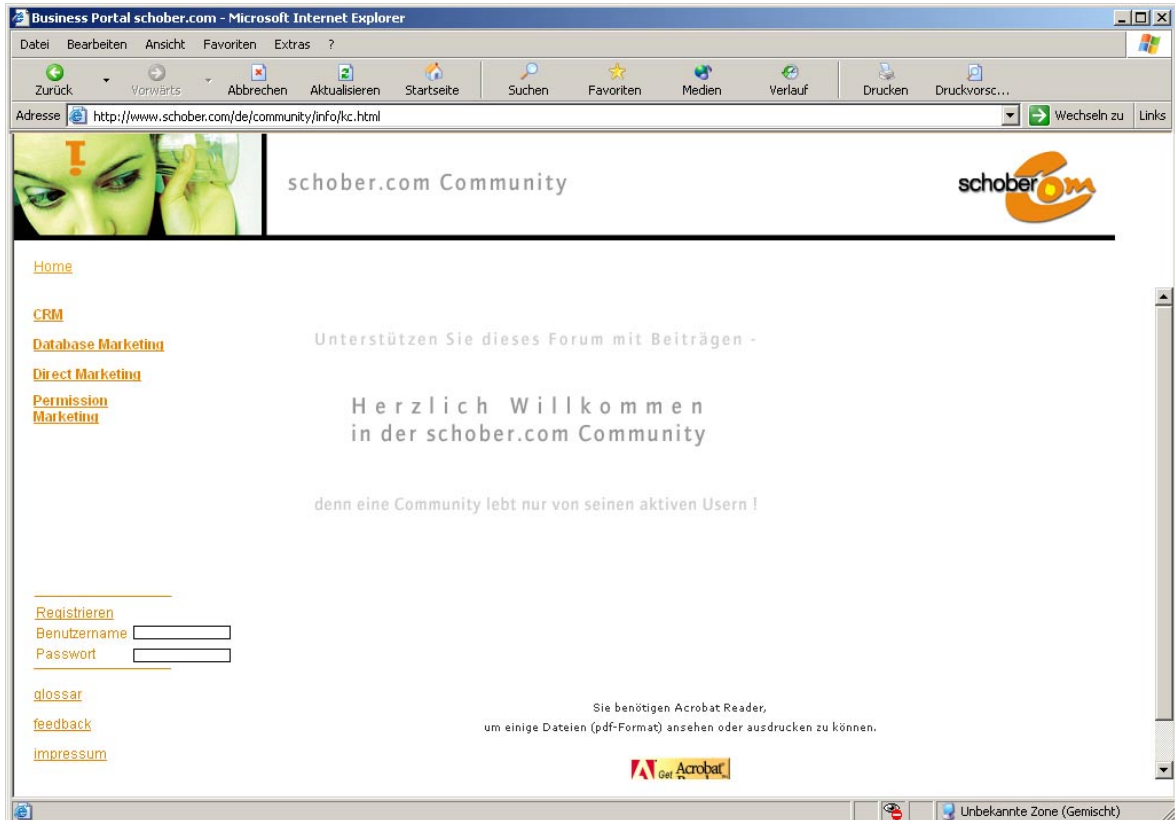 Business Portal schober.com - Microsoft Internet Explorer
Datei Bearbeiten Ansicht Favoriten Extras ?
Zurück Vorwärts Abbrechen Aktualisieren Startseite Suchen Favoriten Medien Verlauf Drucken Druckvorsc...
Adresse http://www.schober.com/de/community/info/kc.html Wechseln zu Links
i
schober.com Community
schobercom
Home
CRM
Database Marketing
Direct Marketing
Permission
Marketing
Unterstützen Sie dieses Forum mit Beiträgen -
Herzlich Willkommen
in der schober.com Community
denn eine Community lebt nur von seinen aktiven Usern !
Registrieren
Benutzername
Passwort
glossar
feedback
impressum
Sie benötigen Acrobat Reader,
um einige Dateien (pdf-Format) ansehen oder ausdrucken zu können.
Get Acrobat
Unbekannte Zone (Gemischt)